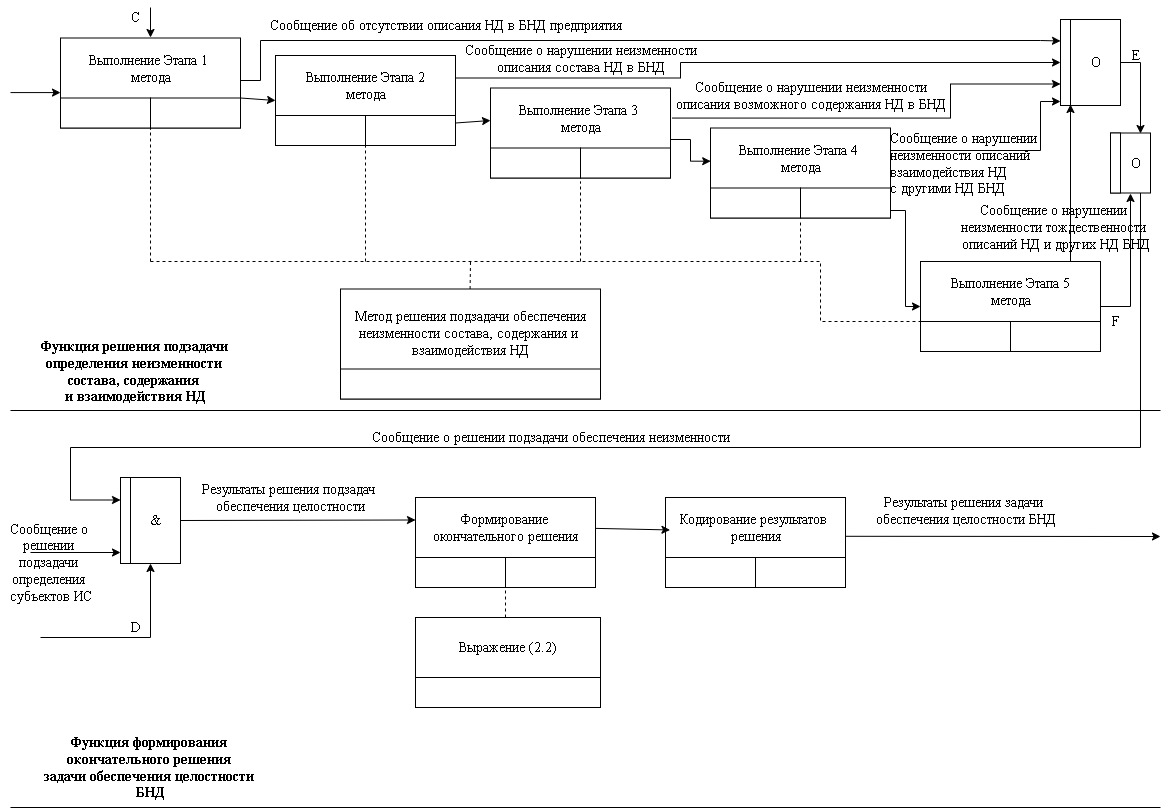 C
Сообщение об отсутствии описания НД в БНД предприятия
Выполнение Этапа 1
метода
Сообщение о нарушении неизменности
описания состава НД в БНД
Выполнение Этапа 2
метода
Сообщение о нарушении неизменности
описания возможного содержания НД в БНД
Выполнение Этапа 3
метода
O
E
Выполнение Этапа 4
метода
Сообщение о нарушении
неизменности описаний
взаимодействия НД
с другими НД БНД
O
Сообщение о нарушении
неизменности тождественности
описаний НД и других НД БНД
Выполнение Этапа 5
метода
F
Метод решения подзадачи обеспечения
неизменности состава, содержания и
взаимодействия НД
Функция решения подзадачи
определения неизменности
состава, содержания
и взаимодействия НД
Сообщение о решении подзадачи обеспечения неизменности
&
Сообщение о
решении
подзадачи
определения
субъектов ИС
D
Результаты решения подзадач
обеспечения целостности
Формирование
окончательного решения
Кодирование результатов
решения
Результаты решения задачи
обеспечения целостности БНД
Выражение (2.2)
Функция формирования
окончательного решения
задачи обеспечения целостности
БНД